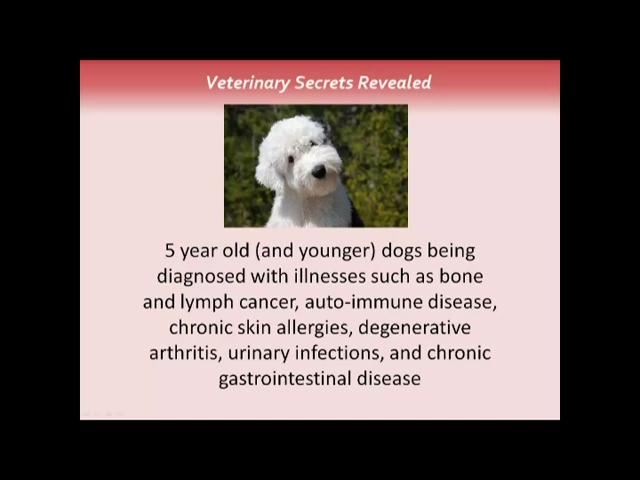 Veterinary Secrets Revealed
5 year old (and younger) dogs being
diagnosed with illnesses such as bone
and lymph cancer, auto-immune disease,
chronic skin allergies, degenerative
arthritis, urinary infections, and chronic
gastrointestinal disease